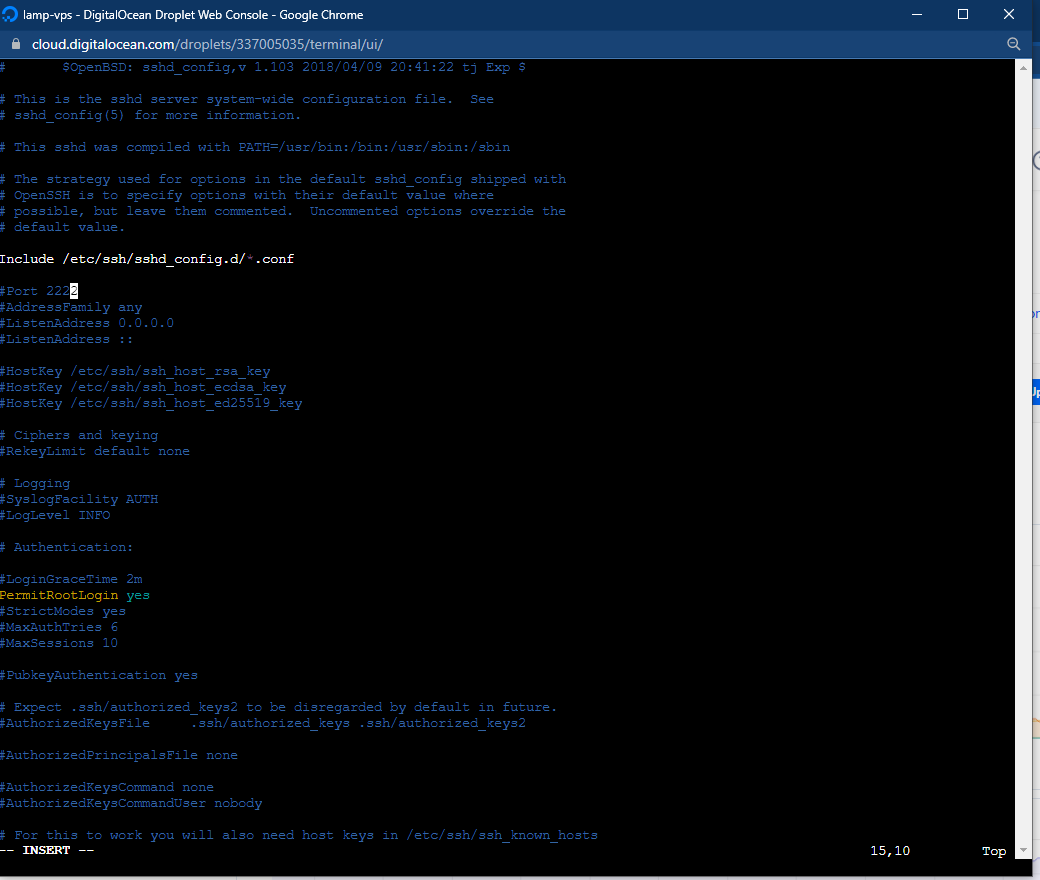 lamp-vps - DigitalOcean Droplet Web Console - Google Chrome
cloud.digitalocean.com/droplets/337005035/terminal/ui/
#       $OpenBSD: sshd_config,v 1.103 2018/04/09 20:41:22 tj Exp $
# This is the sshd server system-wide configuration file.  See
# sshd_config(5) for more information.
# This sshd was compiled with PATH=/usr/bin:/bin:/usr/sbin:/sbin
# The strategy used for options in the default sshd_config shipped with
# OpenSSH is to specify options with their default value where
# possible, but leave them commented.  Uncommented options override the
# default value.
Include /etc/ssh/sshd_config.d/*.conf
#Port 2222
#AddressFamily any
#ListenAddress 0.0.0.0
#ListenAddress ::
#HostKey /etc/ssh/ssh_host_rsa_key
#HostKey /etc/ssh/ssh_host_ecdsa_key
#HostKey /etc/ssh/ssh_host_ed25519_key
# Ciphers and keying
#RekeyLimit default none
# Logging
#SyslogFacility AUTH
#LogLevel INFO
# Authentication:
#LoginGraceTime 2m
PermitRootLogin yes
#StrictModes yes
#MaxAuthTries 6
#MaxSessions 10
#PubkeyAuthentication yes
# Expect .ssh/authorized_keys2 to be disregarded by default in future.
#AuthorizedKeysFile     .ssh/authorized_keys .ssh/authorized_keys2
#AuthorizedPrincipalsFile none
#AuthorizedKeysCommand none
#AuthorizedKeysCommandUser nobody
# For this to work you will also need host keys in /etc/ssh/ssh_known_hosts
-- INSERT -- 15,10 Top